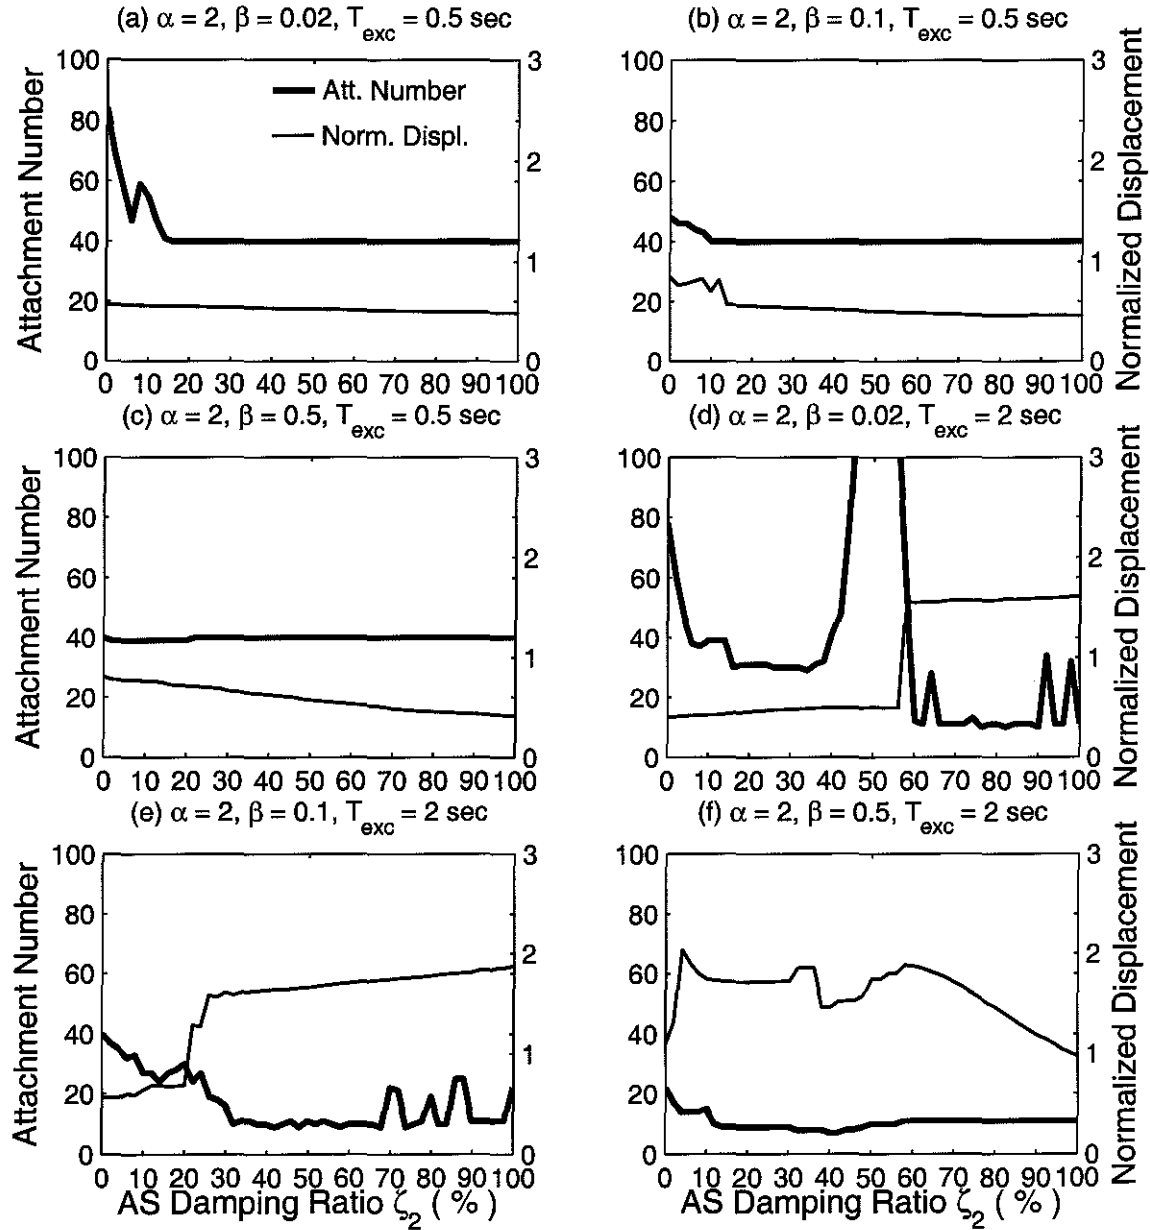 (a) α = 2, β = 0.02, T_exc = 0.5 sec
(b) α = 2, β = 0.1, T_exc = 0.5 sec
Attachment Number
100
80
60
40
20
0
Att. Number
Norm. Displ.
3
2
1
0
0 10 20 30 40 50 60 70 80 90 100
100
80
60
40
20
0
3
2
1
0
Normalized Displacement
0 10 20 30 40 50 60 70 80 90 100
(c) α = 2, β = 0.5, T_exc = 0.5 sec
(d) α = 2, β = 0.02, T_exc = 2 sec
Attachment Number
100
80
60
40
20
0
3
2
1
0
0 10 20 30 40 50 60 70 80 90 100
100
80
60
40
20
0
3
2
1
0
Normalized Displacement
0 10 20 30 40 50 60 70 80 90 100
(e) α = 2, β = 0.1, T_exc = 2 sec
(f) α = 2, β = 0.5, T_exc = 2 sec
Attachment Number
100
80
60
40
20
0
3
2
1
0
0 10 20 30 40 50 60 70 80 90 100
AS Damping Ratio ζ_2 ( % )
100
80
60
40
20
0
3
2
1
0
Normalized Displacement
0 10 20 30 40 50 60 70 80 90 100
AS Damping Ratio ζ_2 ( % )